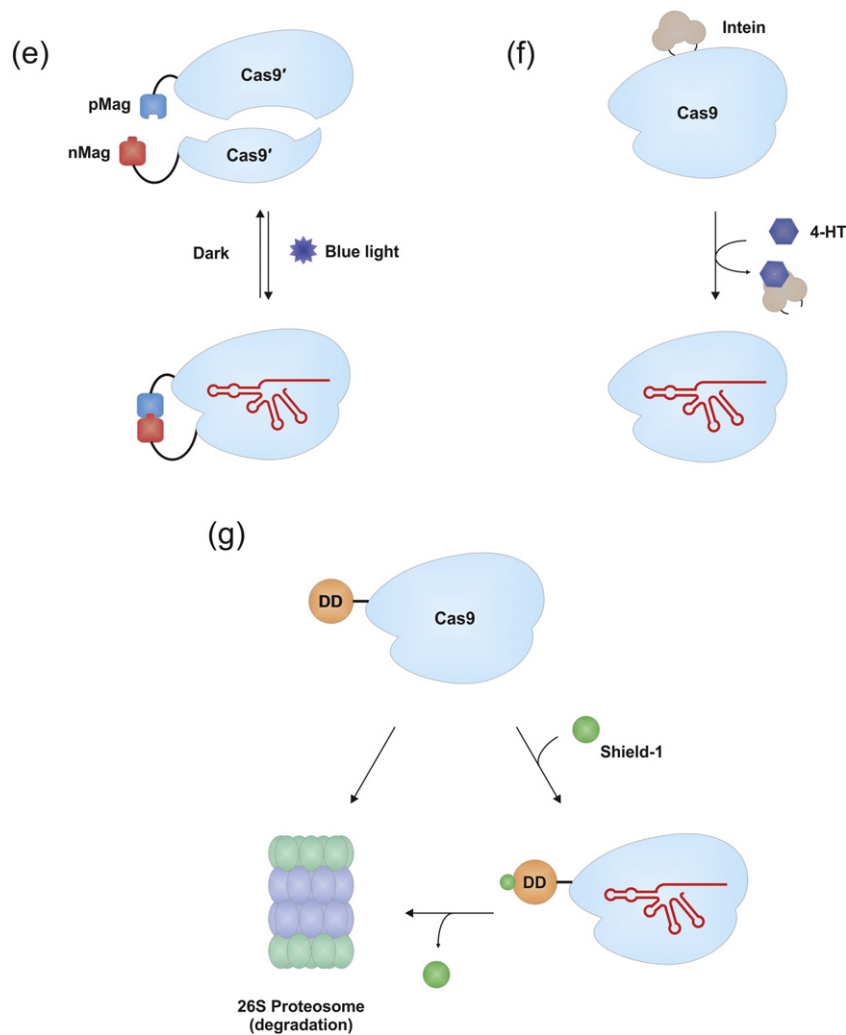 (e)
Cas9′
pMag
nMag
Cas9′
Dark
Blue light
(f)
Intein
Cas9
4-HT
(g)
DD
Cas9
Shield-1
DD
26S Proteosome
(degradation)